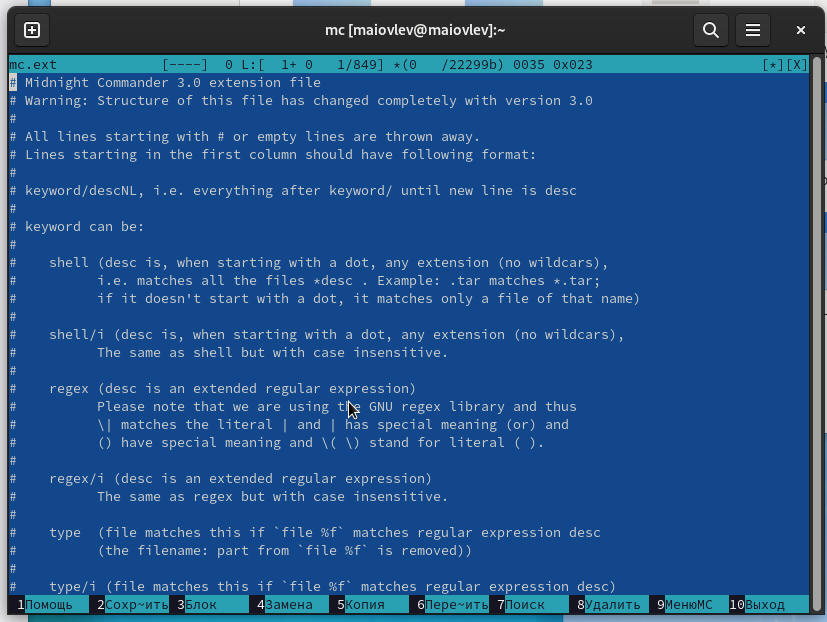 mc [maiovlev@maiovlev]:~
mc.ext [----] 0 L:[ 1+ 0 1/849] *(0 /22299b) 0035 0x023 [*][X]
# Midnight Commander 3.0 extension file
# Warning: Structure of this file has changed completely with version 3.0
#
# All lines starting with # or empty lines are thrown away.
# Lines starting in the first column should have following format:
#
# keyword/descNL, i.e. everything after keyword/ until new line is desc
#
# keyword can be:
#
# shell (desc is, when starting with a dot, any extension (no wildcars),
# i.e. matches all the files *desc . Example: .tar matches *.tar;
# if it doesn't start with a dot, it matches only a file of that name)
#
# shell/i (desc is, when starting with a dot, any extension (no wildcars),
# The same as shell but with case insensitive.
#
# regex (desc is an extended regular expression)
# Please note that we are using the GNU regex library and thus
# \| matches the literal | and | has special meaning (or) and
# () have special meaning and \( \) stand for literal ( ).
#
# regex/i (desc is an extended regular expression)
# The same as regex but with case insensitive.
#
# type (file matches this if `file %f` matches regular expression desc
# (the filename: part from `file %f` is removed))
#
# type/i (file matches this if `file %f` matches regular expression desc)
1Помощь 2Сохр~ить 3Блок 4Замена 5Копия 6Пере~ить 7Поиск 8Удалить 9МенюMC 10Выход